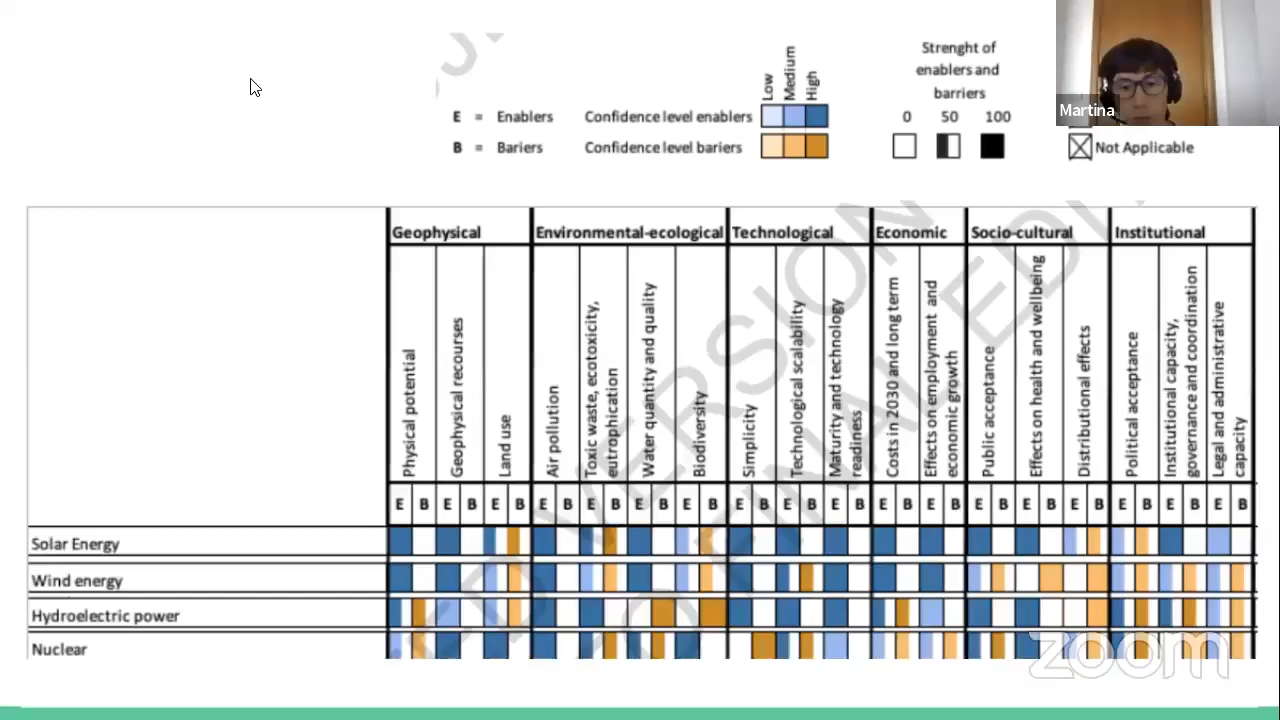 Martina
Low
Medium
High
Strenght of
enablers and
barriers
E = Enablers
Confidence level enablers
0 50 100
B = Bariers
Confidence level bariers
Not Applicable
Geophysical
Environmental-ecological
Technological
Economic
Socio-cultural
Institutional
Physical potential
Geophysical recourses
Land use
Air pollution
Toxic waste, ecotoxicity,
eutrophication
Water quantity and quality
Biodiversity
Simplicity
Technological scalability
Maturity and technology
readiness
Costs in 2030 and long term
Effects on employment and
economic growth
Public acceptance
Effects on health and wellbeing
Distributional effects
Political acceptance
Institutional capacity,
governance and coordination
Legal and administrative
capacity
E B E B E B E B E B E B E B E B E B E B E B E B E B E B E B E B E B E B
Solar Energy
Wind energy
Hydroelectric power
Nuclear
VERSION
zoom